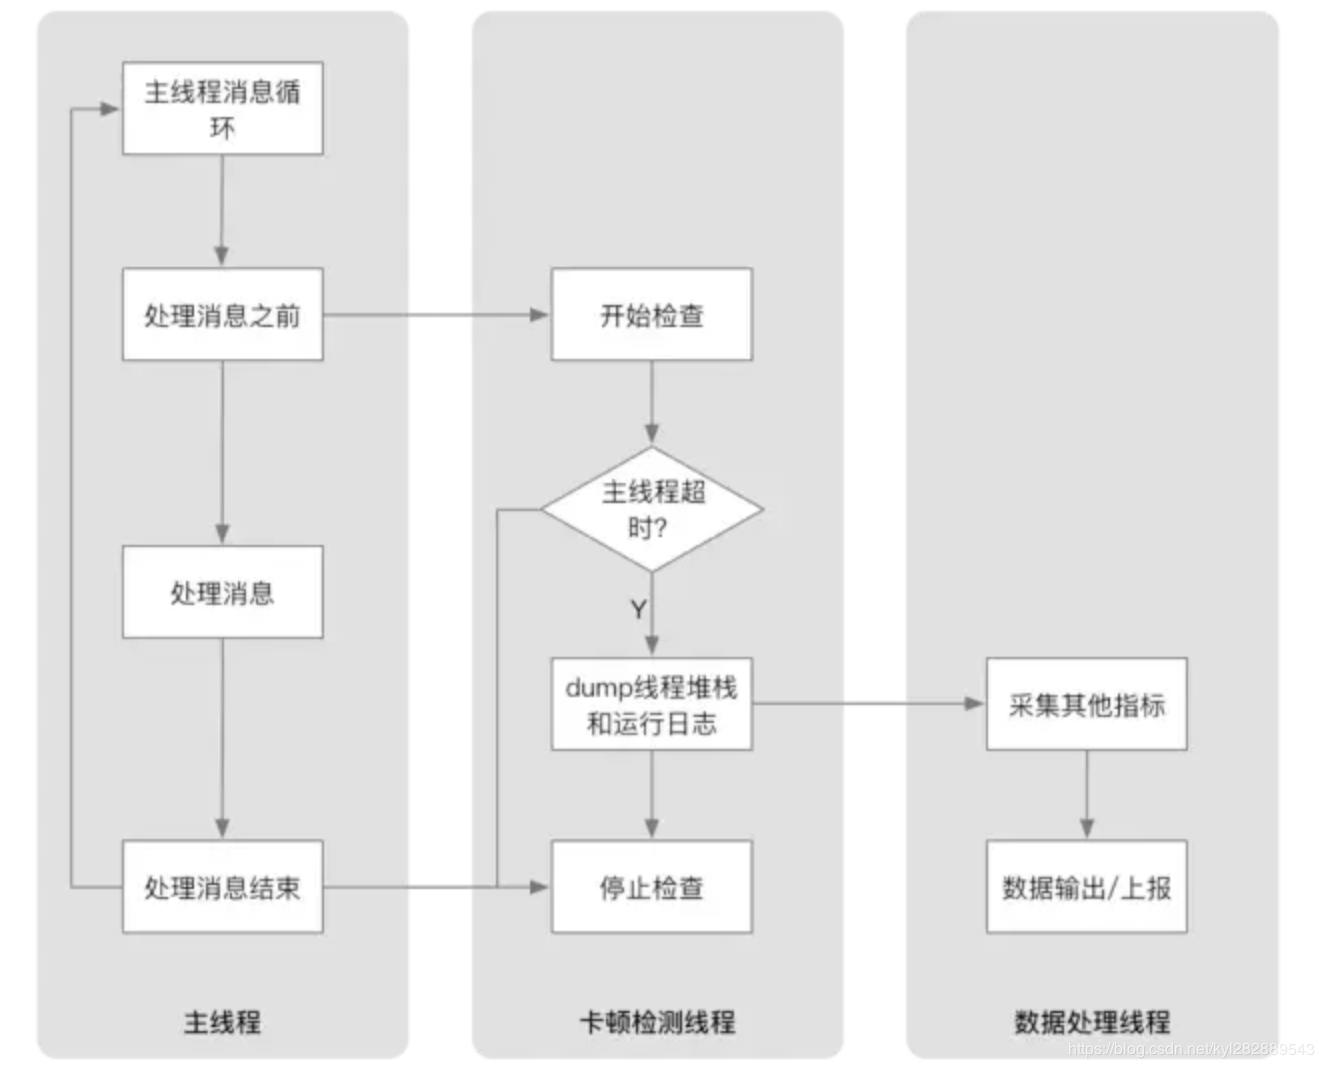 主线程消息循
环
处理消息之前
开始检查
主线程超
时?
处理消息
Y
dump线程堆栈
和运行日志
采集其他指标
处理消息结束
停止检查
数据输出/上报
主线程
卡顿检测线程
数据处理线程
https://blog.csdn.net/kyl282889543